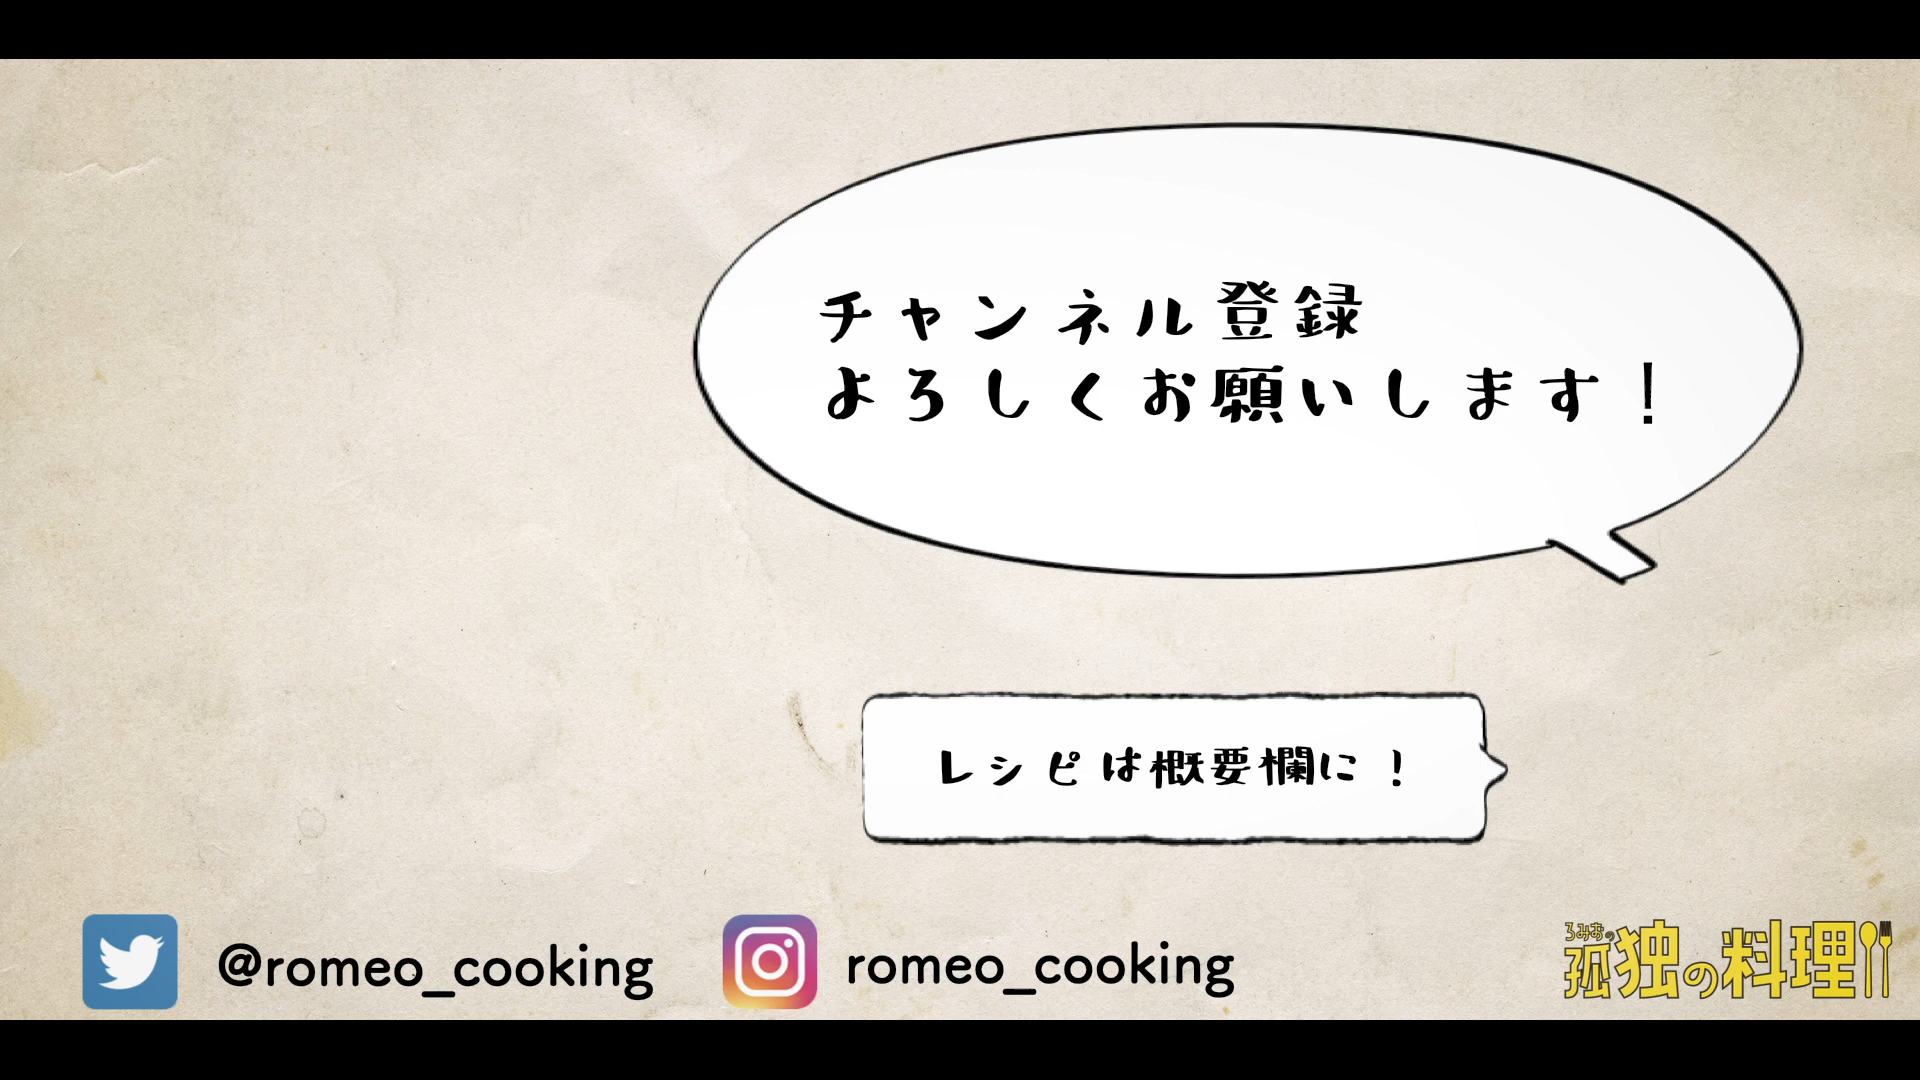 チャンネル登録
よろしくお願いします！
レシピは概要欄に！
@romeo_cooking
romeo_cooking
ろみおの
孤独の料理